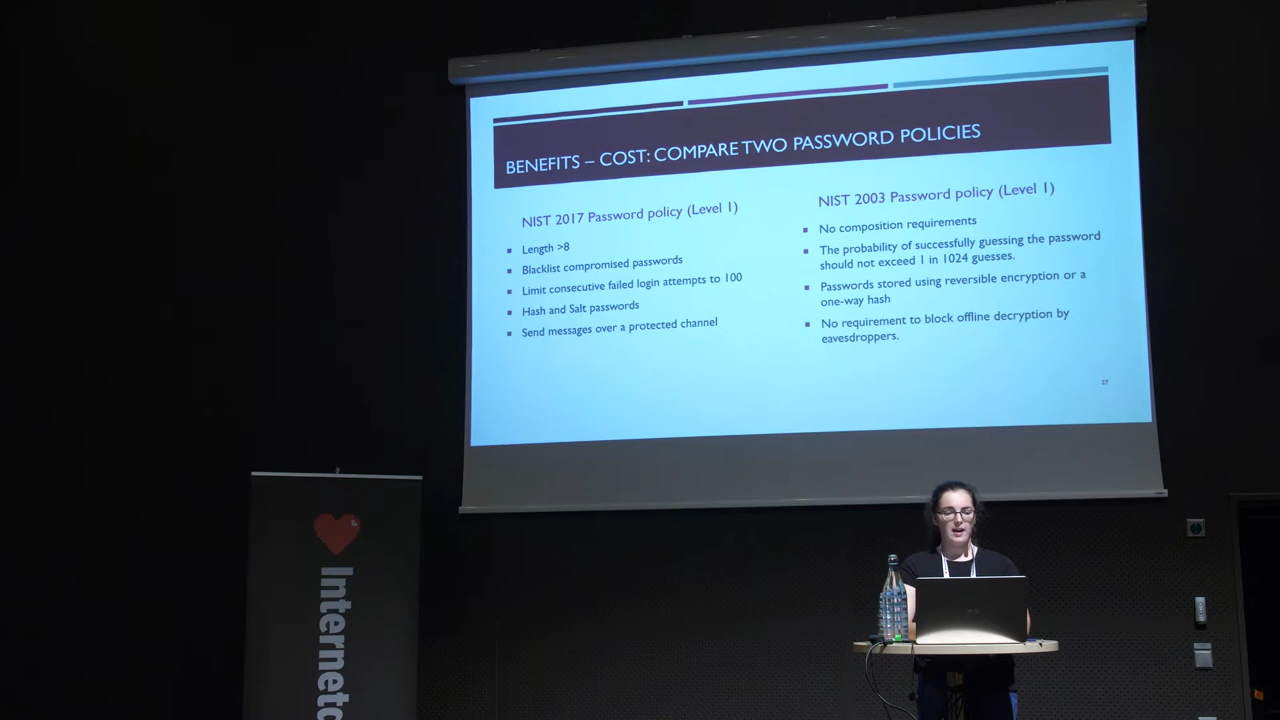 BENEFITS – COST: COMPARE TWO PASSWORD POLICIES
NIST 2017 Password policy (Level 1)
Length >8
Blacklist compromised passwords
Limit consecutive failed login attempts to 100
Hash and Salt passwords
Send messages over a protected channel
NIST 2003 Password policy (Level 1)
No composition requirements
The probability of successfully guessing the password
should not exceed 1 in 1024 guesses.
Passwords stored using reversible encryption or a
one-way hash
No requirement to block offline decryption by
eavesdroppers.
27